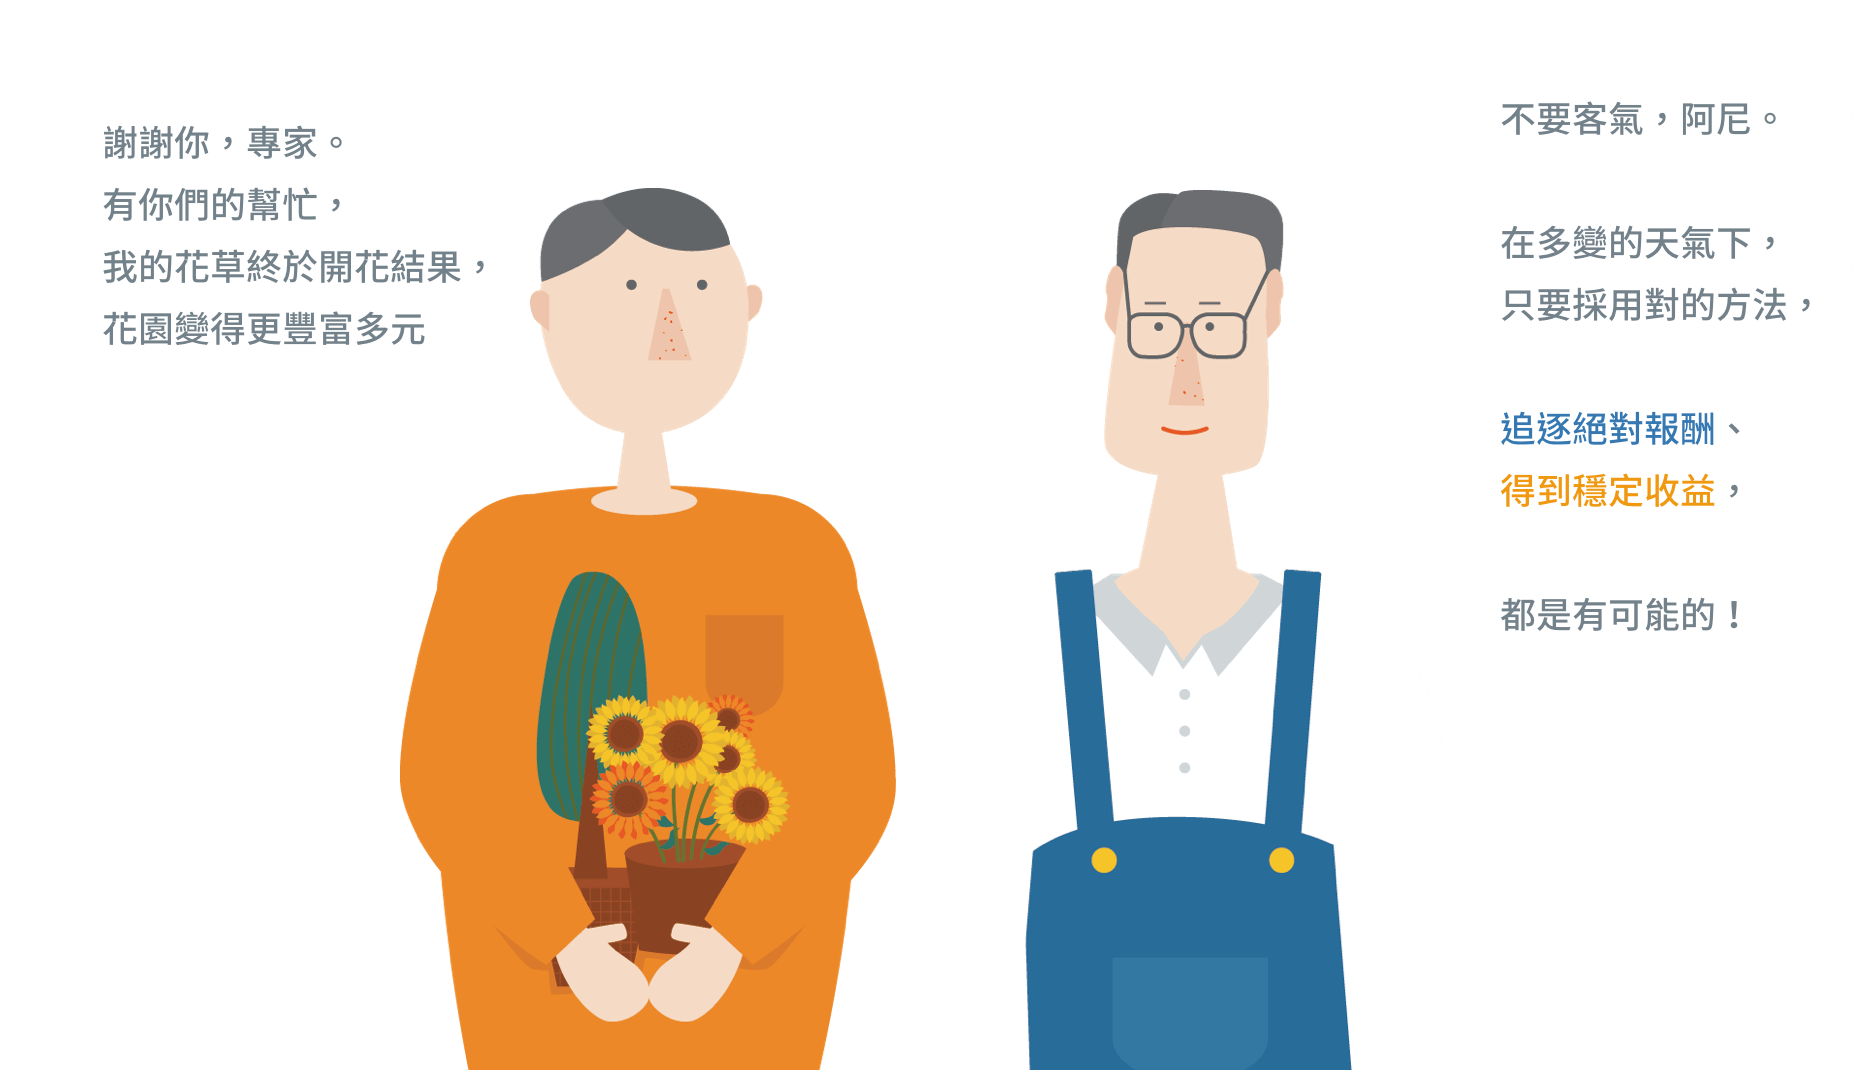 謝謝你，專家。
有你們的幫忙，
我的花草終於開花結果，
花園變得更豐富多元
不要客氣，阿尼。
在多變的天氣下，
只要採用對的方法，
追逐絕對報酬、
得到穩定收益，
都是有可能的！